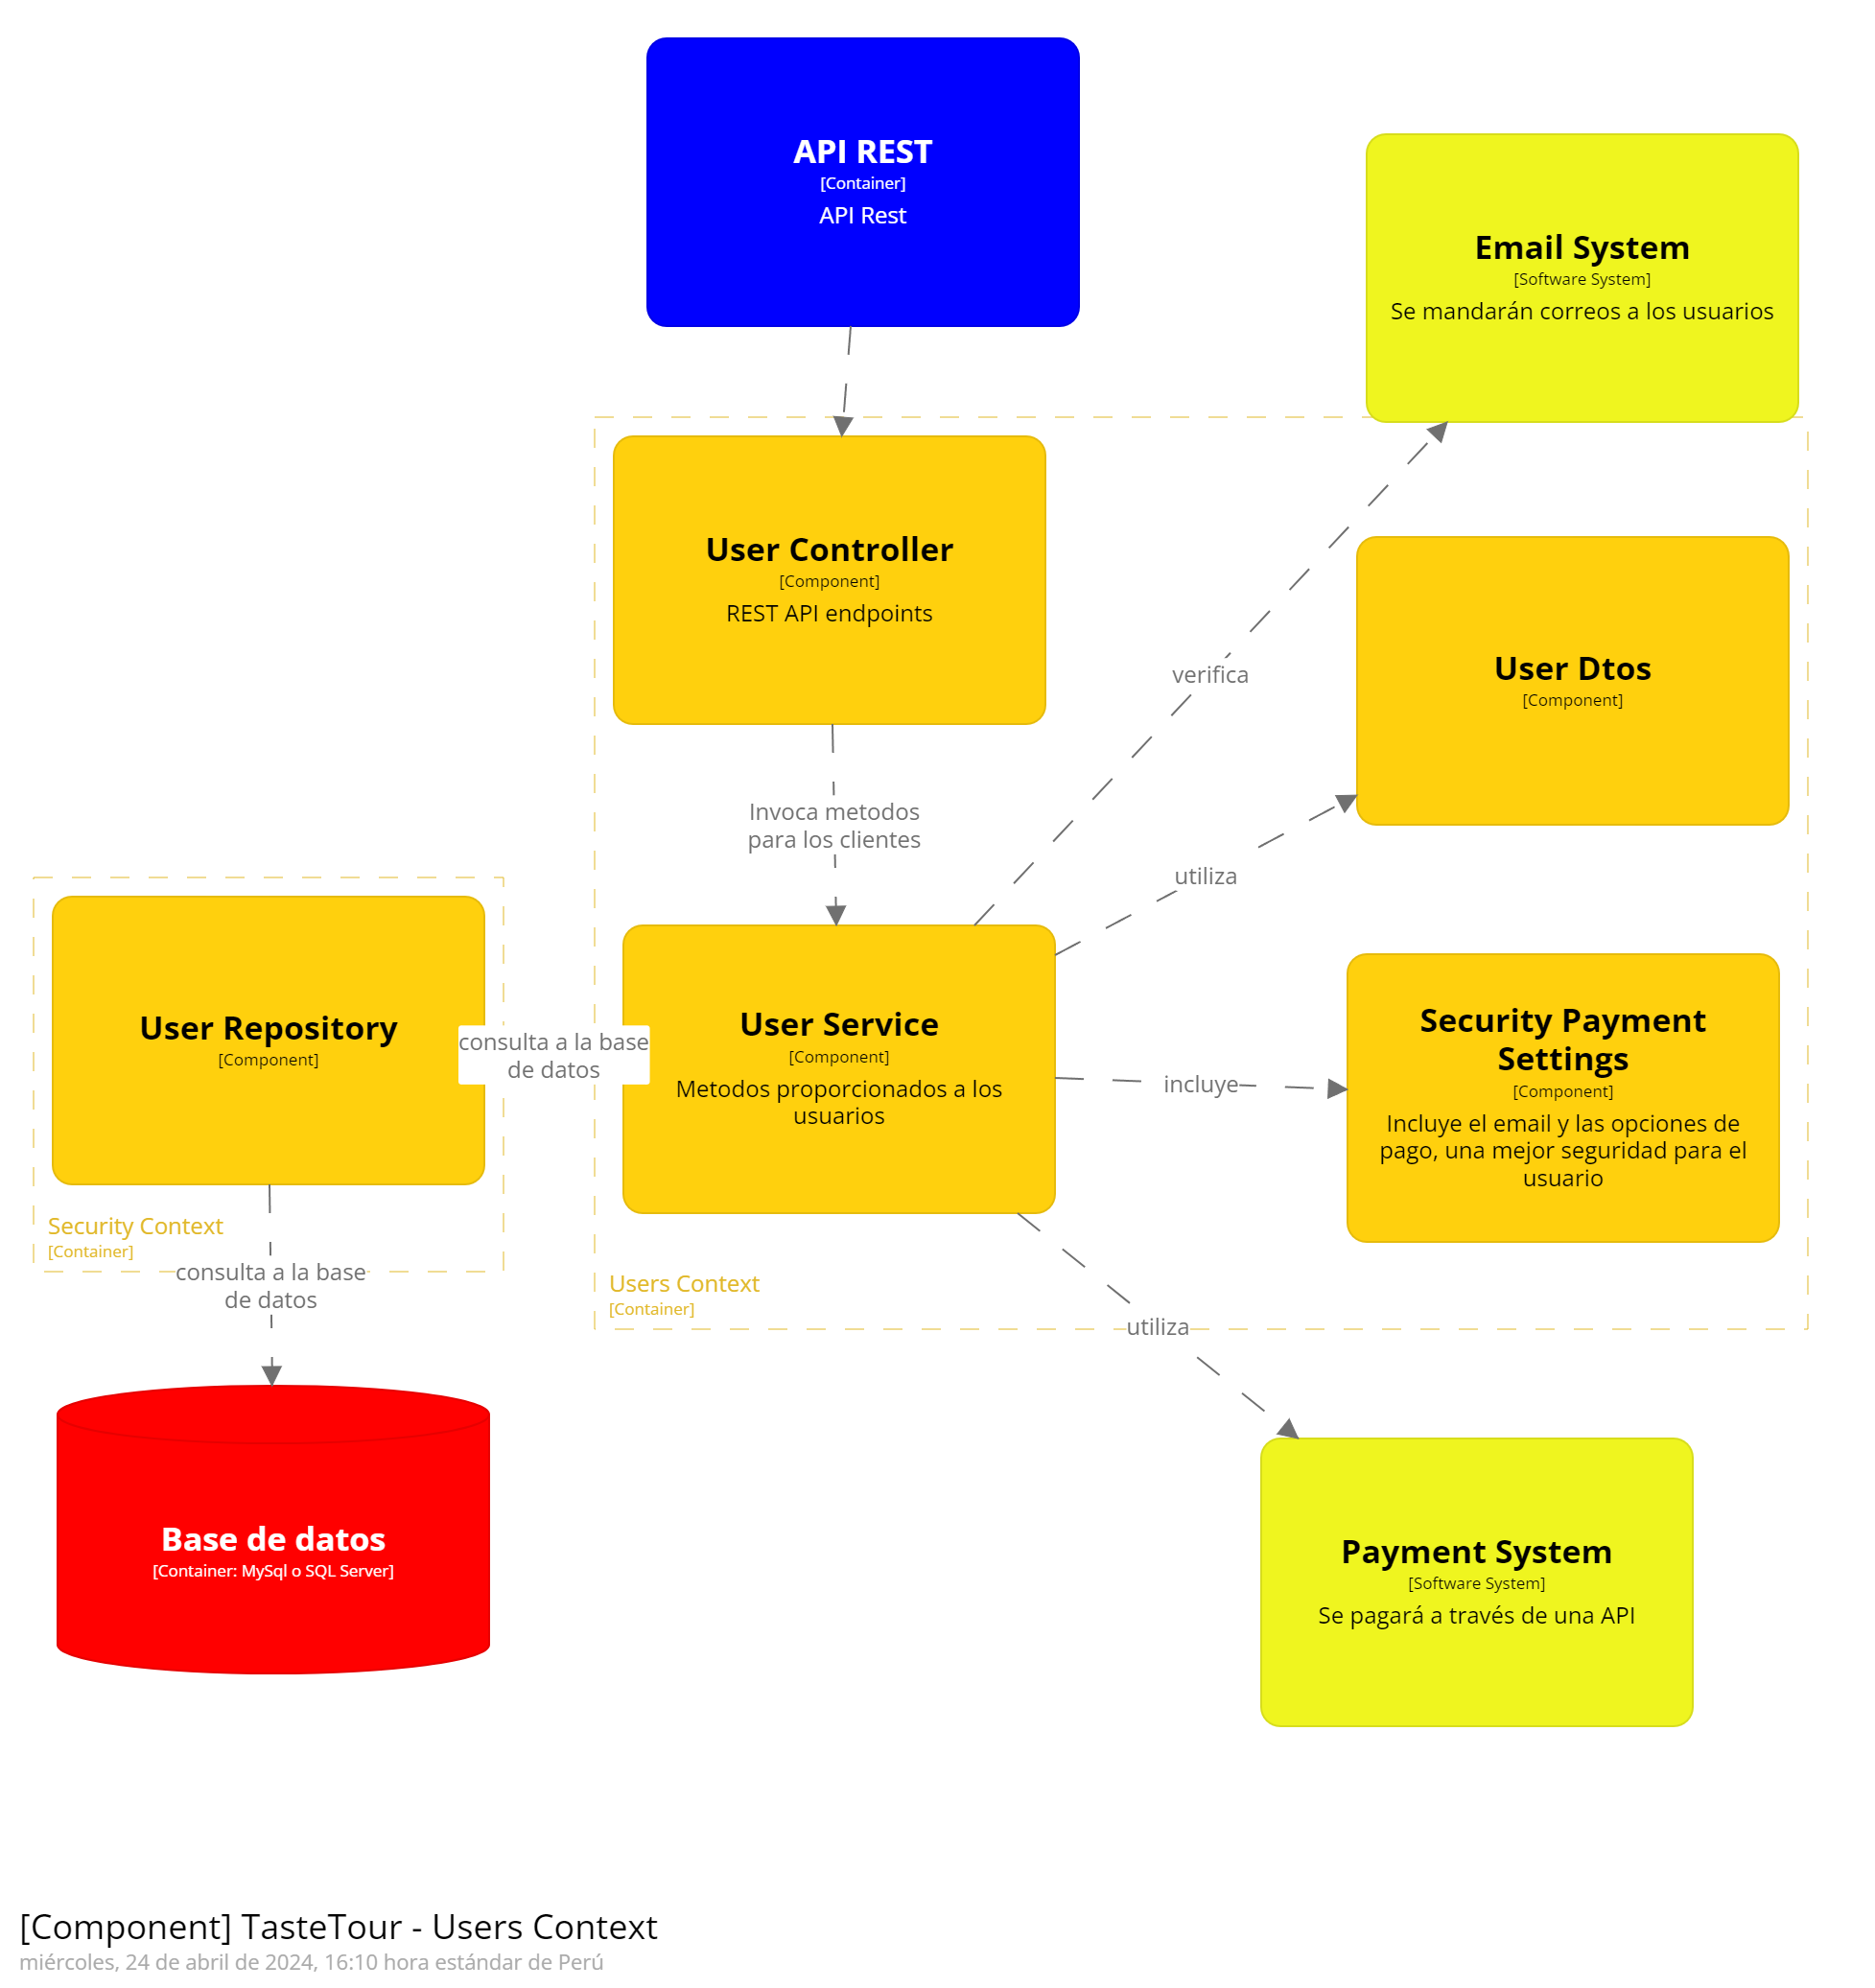 API REST
[Container]
API Rest
Email System
[Software System]
Se mandarán correos a los usuarios
User Controller
[Component]
REST API endpoints
verifica
User Dtos
[Component]
Invoca metodos
para los clientes
utiliza
User Repository
[Component]
consulta a la base
de datos
User Service
[Component]
Metodos proporcionados a los
usuarios
incluye
Security Payment
Settings
[Component]
Incluye el email y las opciones de
pago, una mejor seguridad para el
usuario
Security Context
[Container]
consulta a la base
de datos
Users Context
[Container]
utiliza
Base de datos
[Container: MySql o SQL Server]
Payment System
[Software System]
Se pagará a través de una API
[Component] TasteTour - Users Context
miércoles, 24 de abril de 2024, 16:10 hora estándar de Perú